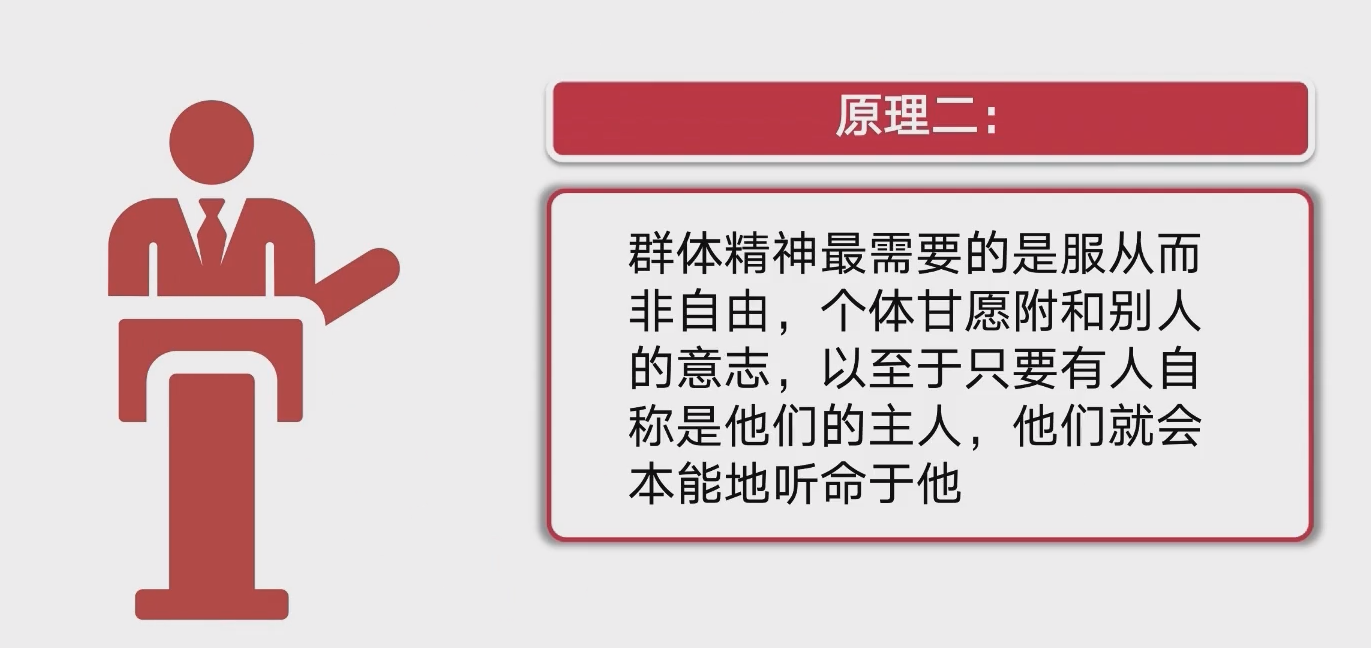 原理二：
群体精神最需要的是服从而
非自由，个体甘愿附和别人
的意志，以至于只要有人自
称是他们的主人，他们就会
本能地听命于他